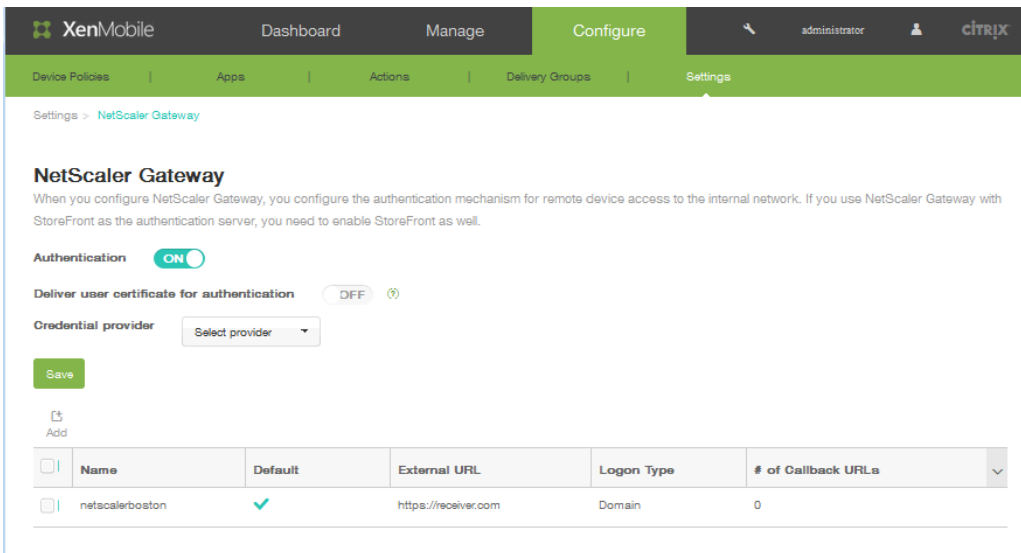 XenMobile Dashboard Manage Configure administrator CİTRIX
Device Policies | Apps | Actions | Delivery Groups | Settings
Settings > NetScaler Gateway
NetScaler Gateway
When you configure NetScaler Gateway, you configure the authentication mechanism for remote device access to the internal network. If you use NetScaler Gateway with
StoreFront as the authentication server, you need to enable StoreFront as well.
Authentication ON
Deliver user certificate for authentication OFF ?
Credential provider Select provider
Save
Add
Name Default External URL Logon Type # of Callback URLs
netscalerboston https://receiver.com Domain 0